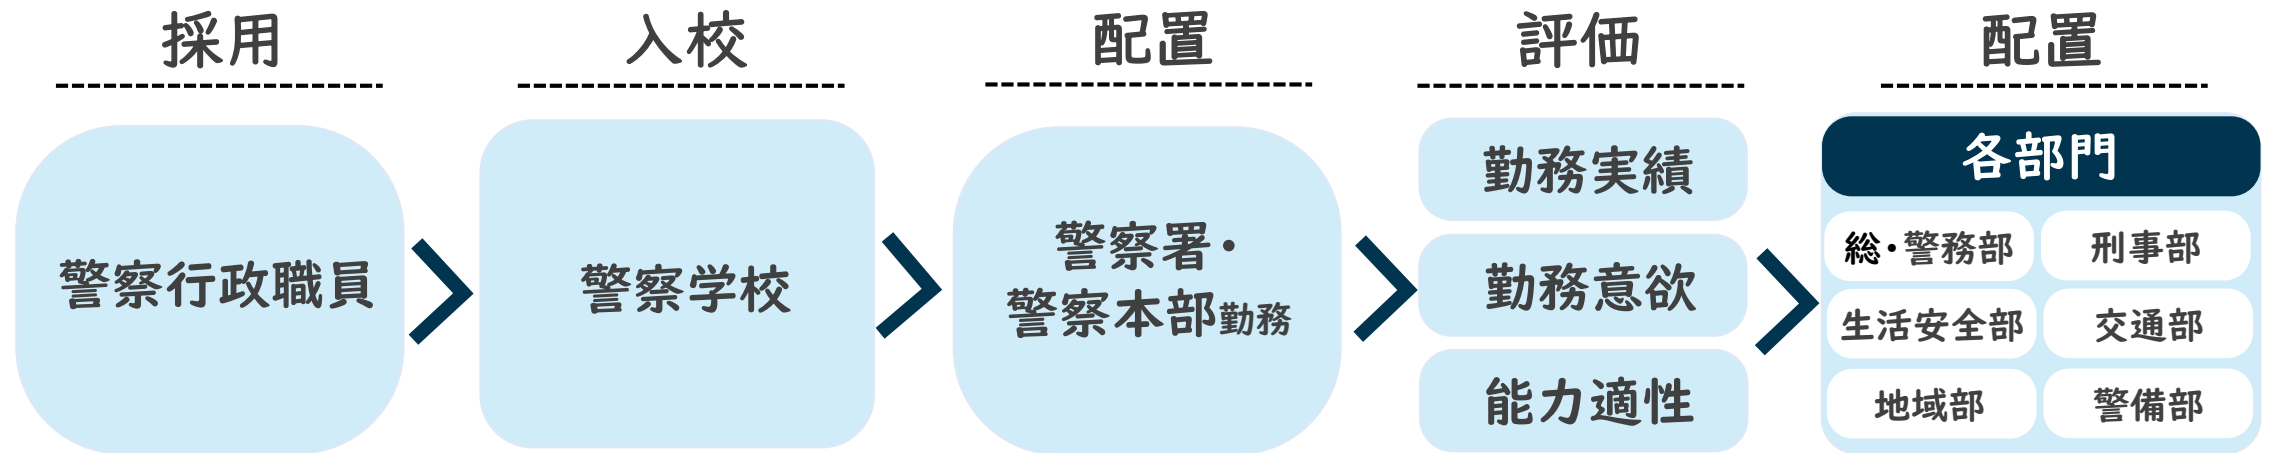 採用
警察行政職員
入校
警察学校
配置
警察署・
警察本部勤務
評価
勤務実績
勤務意欲
能力適性
配置
各部門
総・警務部
刑事部
生活安全部
交通部
地域部
警備部